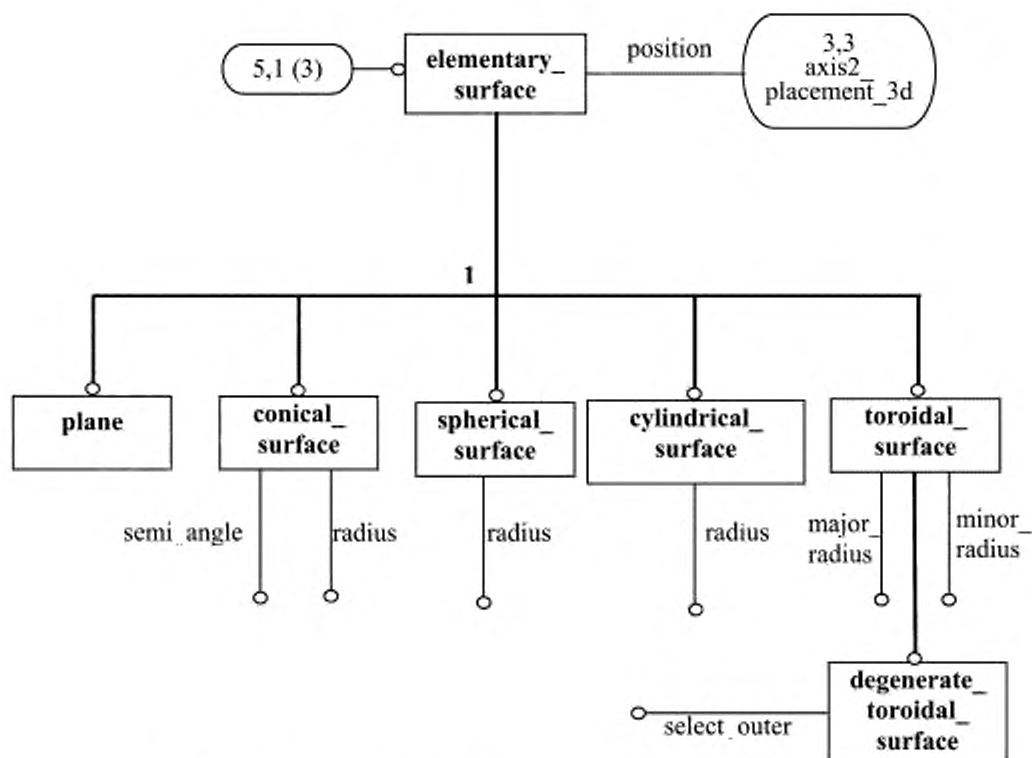 5,1 (3)
elementary_
surface
position
3,3
axis2_
placement_3d
1
plane
conical_
surface
spherical_
surface
cylindrical_
surface
toroidal_
surface
semi_angle
radius
radius
radius
major_
radius
minor_
radius
degenerate_
toroidal_
surface
select_outer